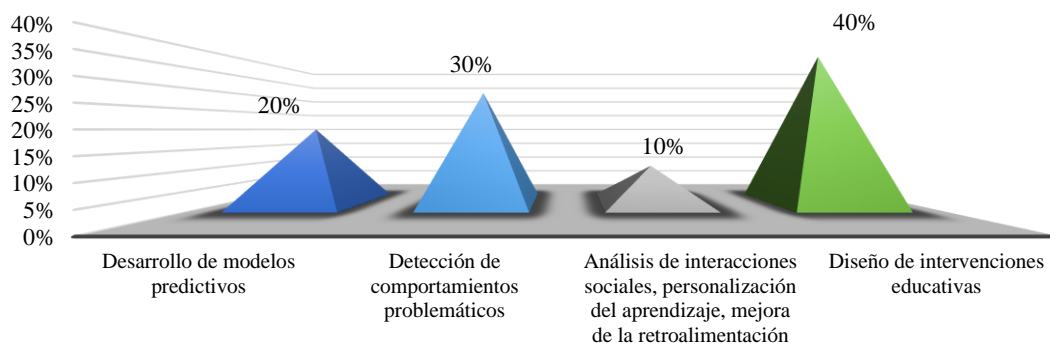 40%
35%
30%
25%
20%
15%
10%
5%
0%
20%
30%
10%
40%
Desarrollo de modelos
predictivos
Detección de
comportamientos
problemáticos
Análisis de interacciones
sociales, personalización
del aprendizaje, mejora
de la retroalimentación
Diseño de intervenciones
educativas